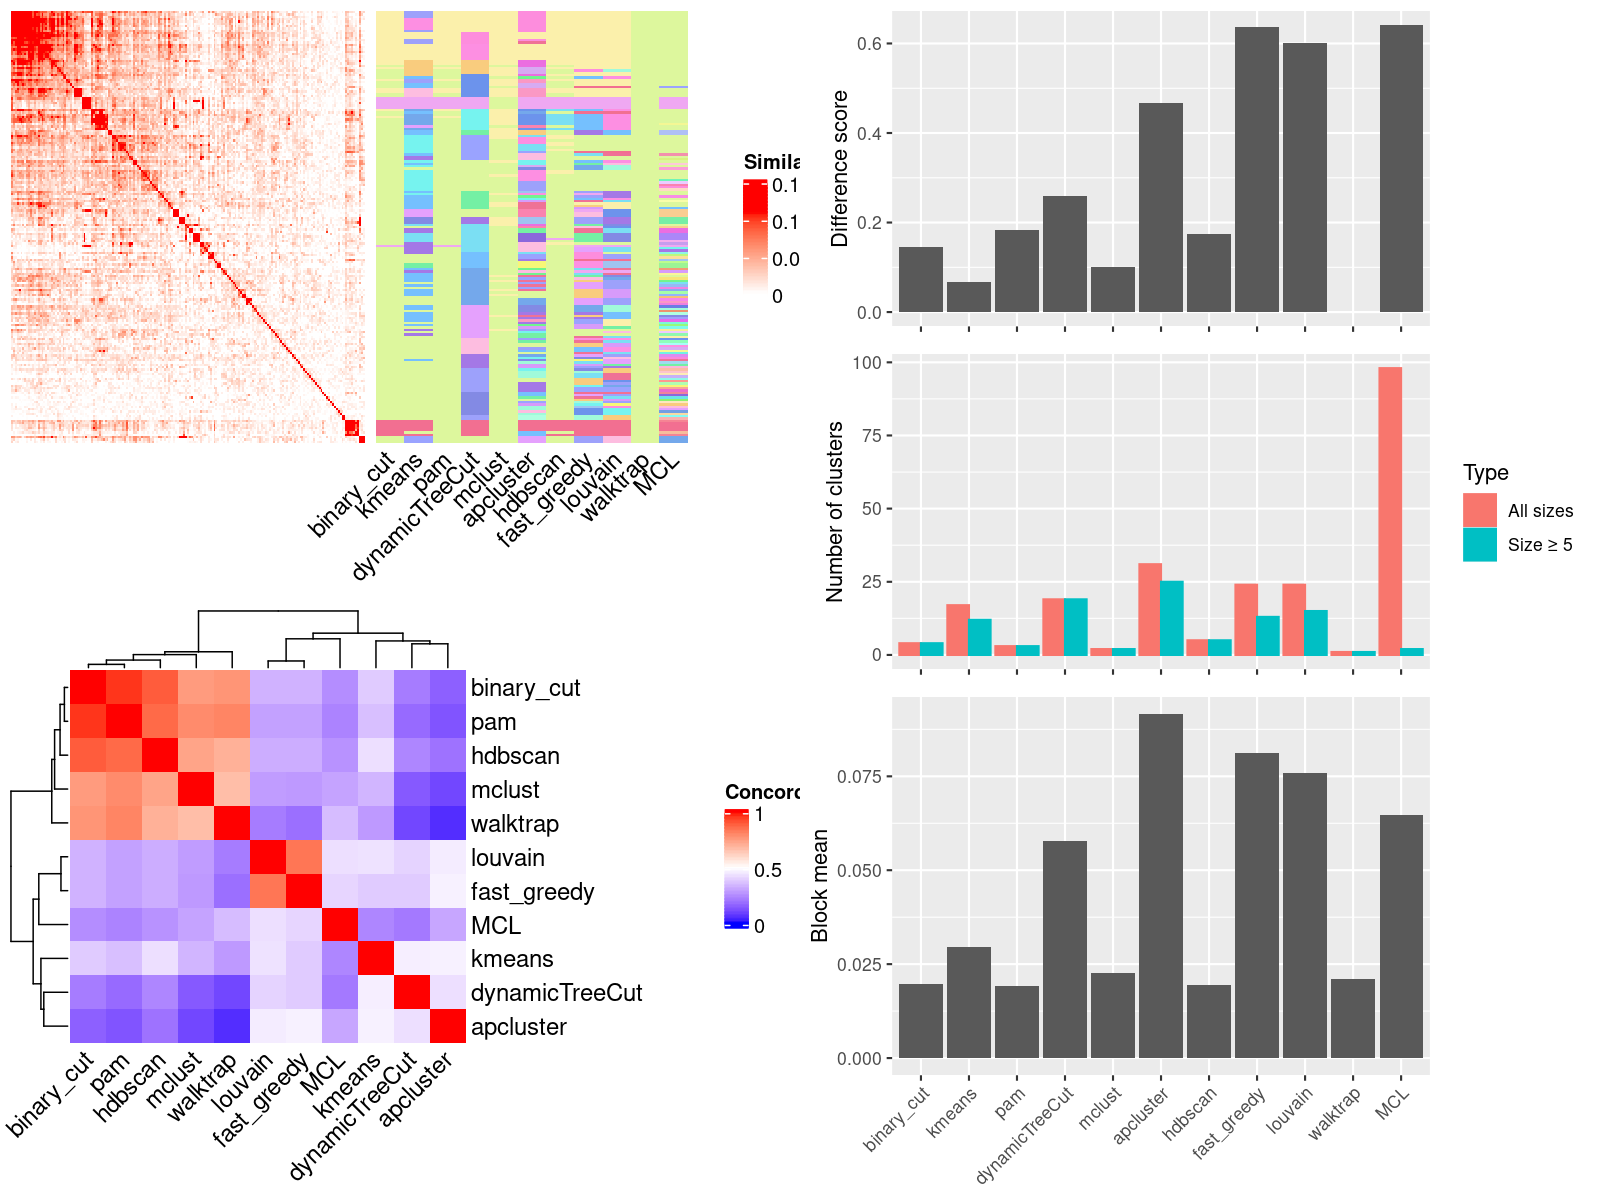 Simila
0.1
0.1
0.0
0
binary_cut
kmeans
pam
dynamicTreeCut
mclust
apcluster
hdbscan
fast_greedy
louvain
walktrap
MCL
binary_cut
pam
hdbscan
mclust
walktrap
louvain
fast_greedy
MCL
kmeans
dynamicTreeCut
apcluster
binary_cut
pam
hdbscan
mclust
walktrap
louvain
fast_greedy
MCL
kmeans
dynamicTreeCut
apcluster
Concord
1
0.5
0
Difference score
0.6
0.4
0.2
0.0
Number of clusters
100
75
50
25
0
Type
All sizes
Size ≥ 5
Block mean
0.075
0.050
0.025
0.000
binary_cut
kmeans
pam
dynamicTreeCut
mclust
apcluster
hdbscan
fast_greedy
louvain
walktrap
MCL